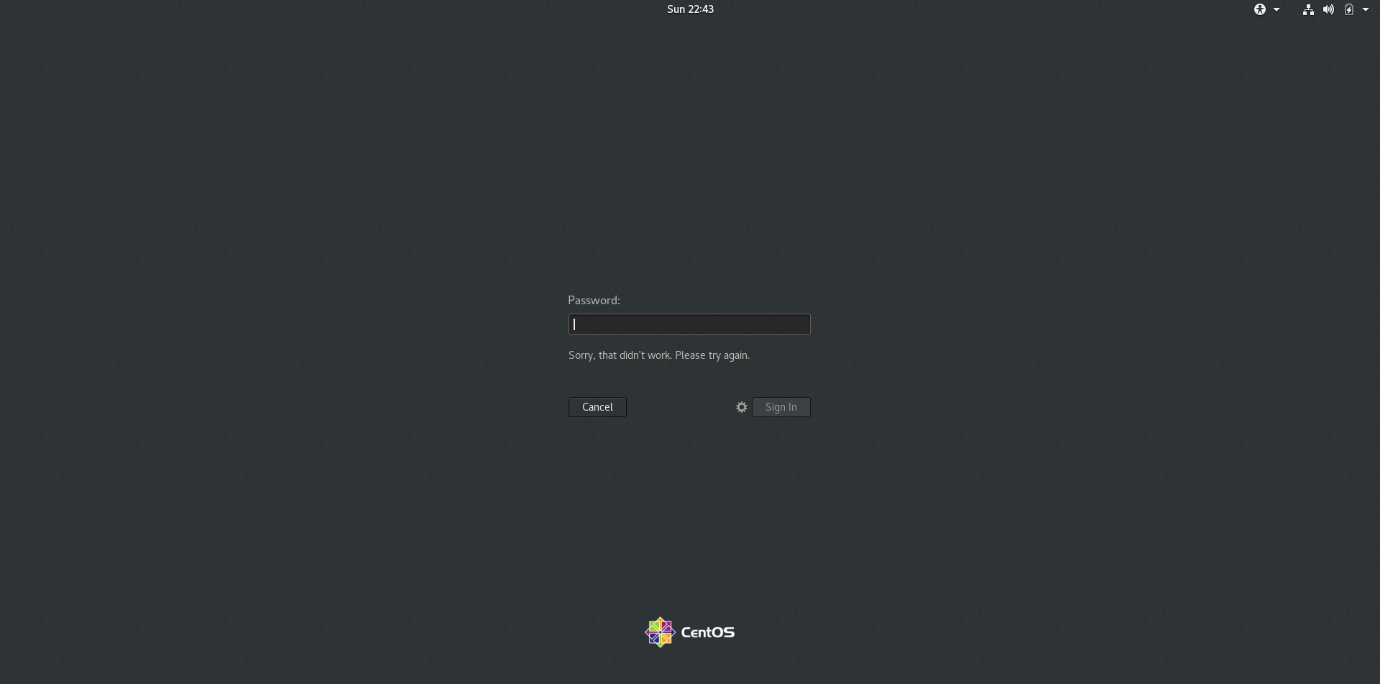 Sun 22:43
Password:
Sorry, that didn't work. Please try again.
Cancel
Sign In
CentOS